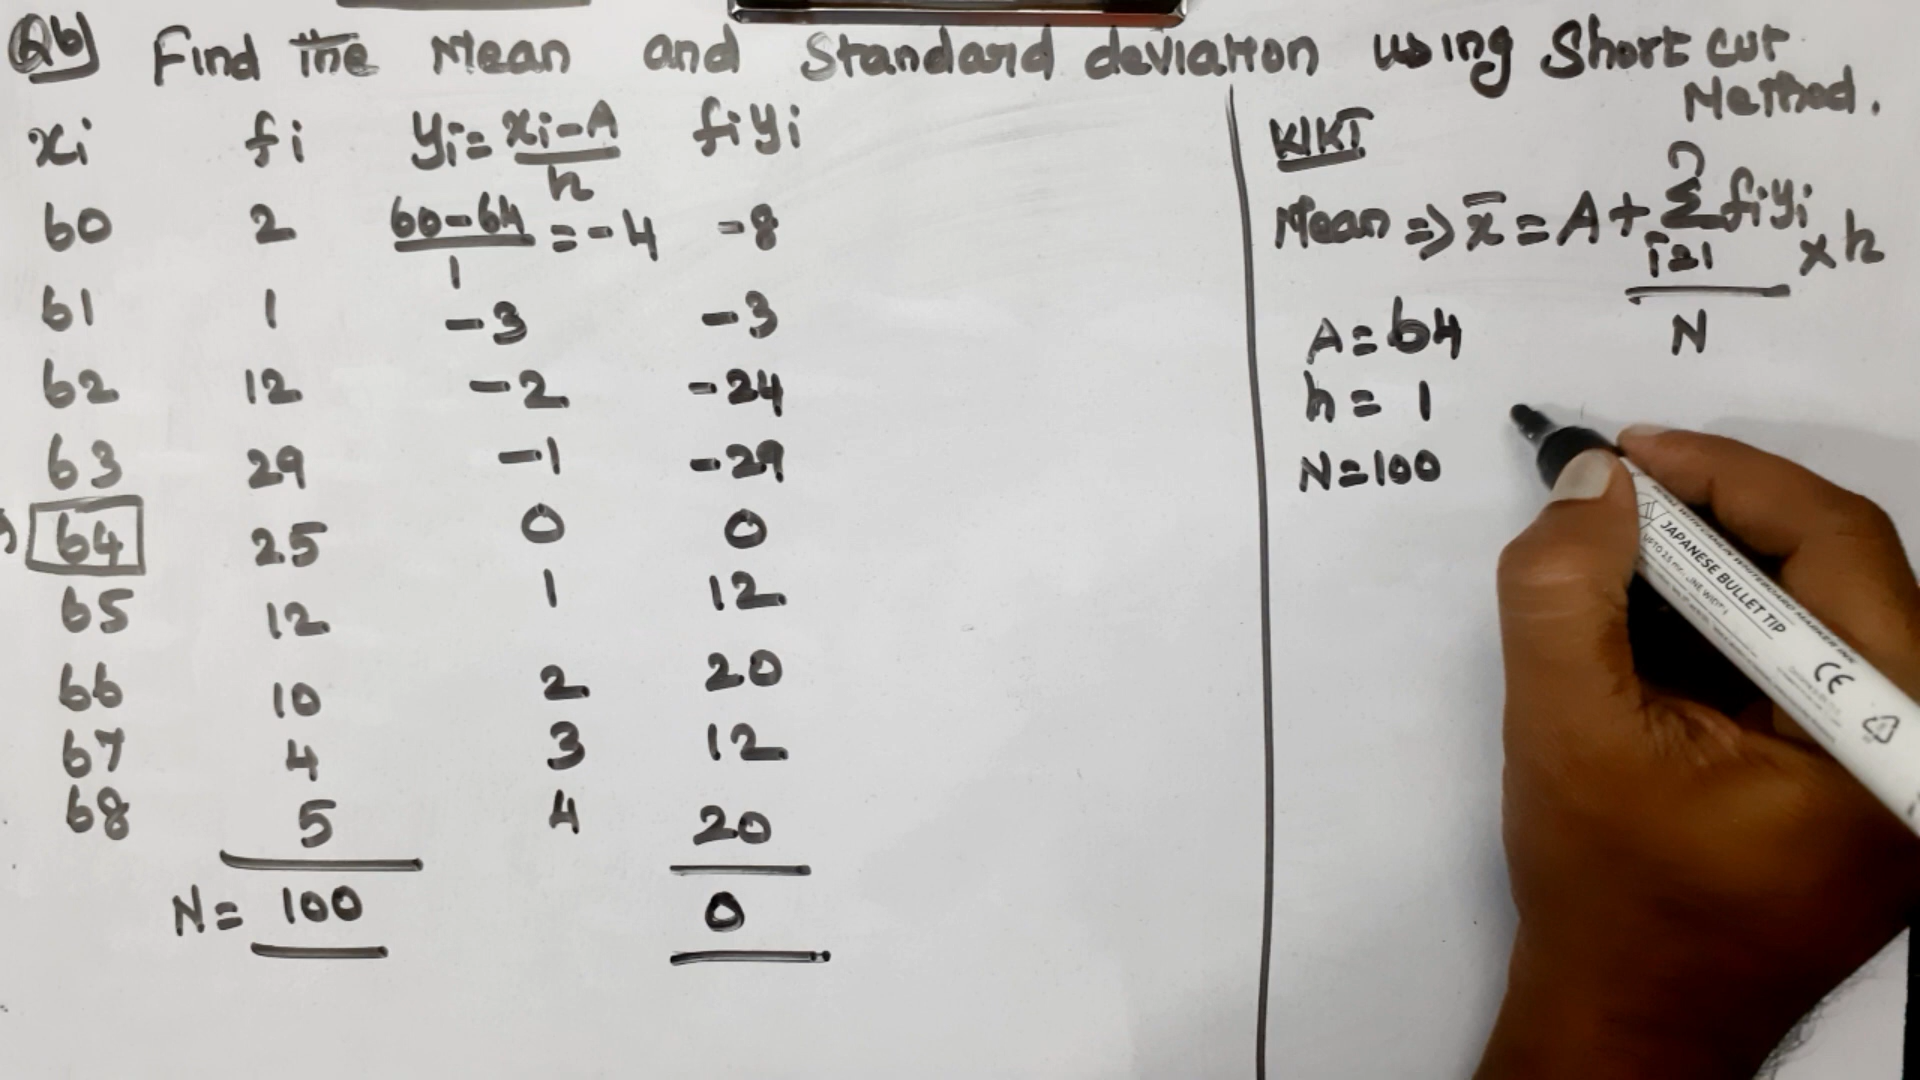 Q6) Find the Mean and Standard deviation using Short cut
Method.
xi fi yi = xi-A/h fiyi
60 2 60-64/1 = -4 -8
61 1 -3 -3
62 12 -2 -24
63 29 -1 -29
64 25 0 0
65 12 1 12
66 10 2 20
67 4 3 12
68 5 4 20
N = 100 0
WKT
Mean => x̄ = A + Σ fiyi × h
i=1
N
A = 64
h = 1
N = 100
JAPANESE BULLET TIP
CE